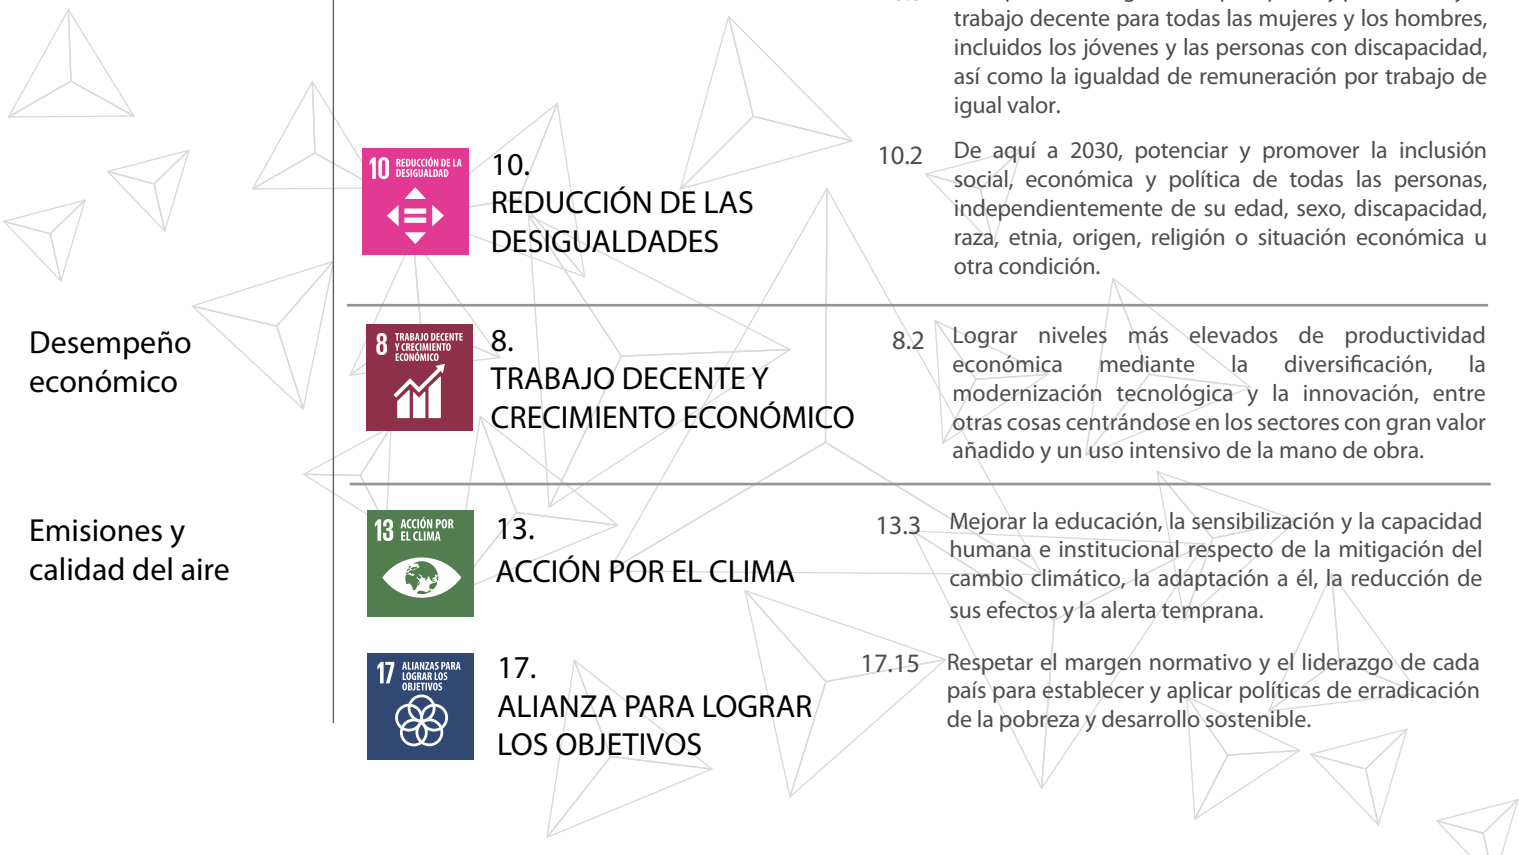 trabajo decente para todas las mujeres y los hombres,
incluidos los jóvenes y las personas con discapacidad,
así como la igualdad de remuneración por trabajo de
igual valor.
10 REDUCCIÓN DE LA
DESIGUALDAD
10.
REDUCCIÓN DE LAS
DESIGUALDADES
10.2
De aquí a 2030, potenciar y promover la inclusión
social, económica y política de todas las personas,
independientemente de su edad, sexo, discapacidad,
raza, etnia, origen, religión o situación económica u
otra condición.
Desempeño
económico
8 TRABAJO DECENTE
Y CRECIMIENTO
ECONÓMICO
8.
TRABAJO DECENTE Y
CRECIMIENTO ECONÓMICO
8.2
Lograr niveles más elevados de productividad
económica mediante la diversificación, la
modernización tecnológica y la innovación, entre
otras cosas centrándose en los sectores con gran valor
añadido y un uso intensivo de la mano de obra.
Emisiones y
calidad del aire
13 ACCIÓN POR
EL CLIMA
13.
ACCIÓN POR EL CLIMA
13.3
Mejorar la educación, la sensibilización y la capacidad
humana e institucional respecto de la mitigación del
cambio climático, la adaptación a él, la reducción de
sus efectos y la alerta temprana.
17 ALIANZAS PARA
LOGRAR LOS
OBJETIVOS
17.
ALIANZA PARA LOGRAR
LOS OBJETIVOS
17.15
Respetar el margen normativo y el liderazgo de cada
país para establecer y aplicar políticas de erradicación
de la pobreza y desarrollo sostenible.